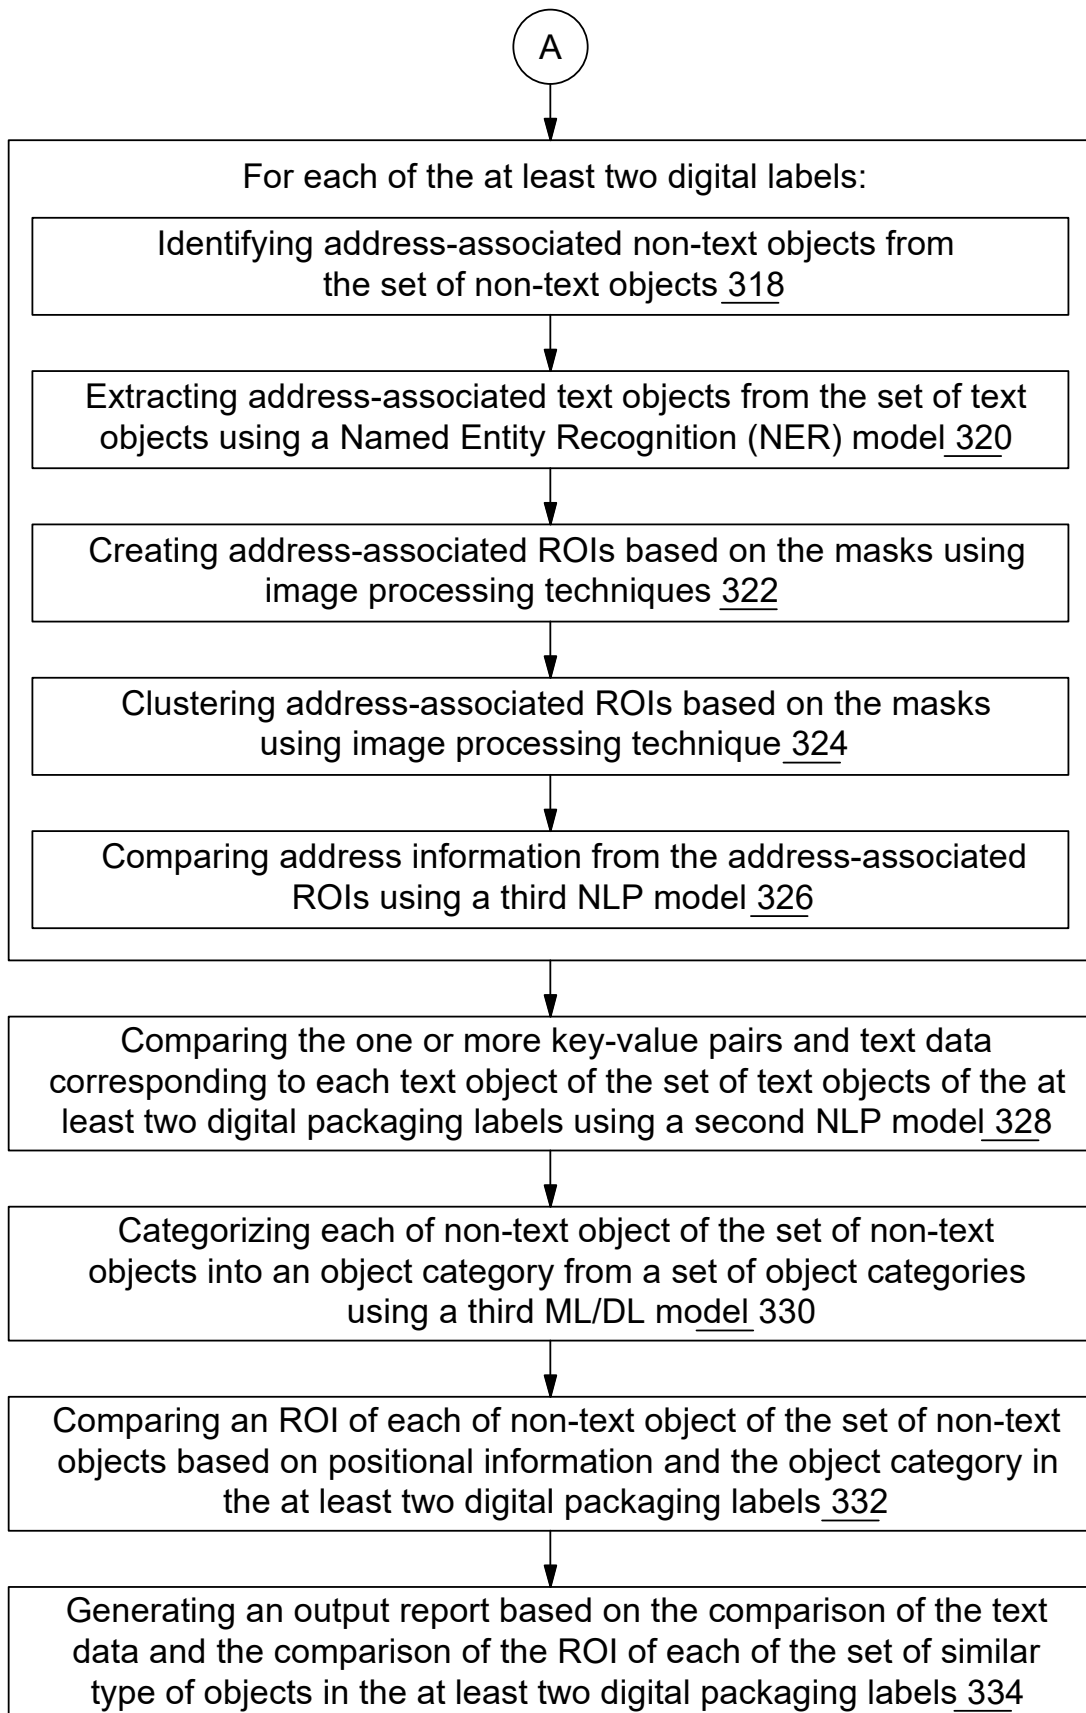 A
For each of the at least two digital labels:
Identifying address-associated non-text objects from
the set of non-text objects 318
Extracting address-associated text objects from the set of text
objects using a Named Entity Recognition (NER) model 320
Creating address-associated ROIs based on the masks using
image processing techniques 322
Clustering address-associated ROIs based on the masks
using image processing technique 324
Comparing address information from the address-associated
ROIs using a third NLP model 326
Comparing the one or more key-value pairs and text data
corresponding to each text object of the set of text objects of the at
least two digital packaging labels using a second NLP model 328
Categorizing each of non-text object of the set of non-text
objects into an object category from a set of object categories
using a third ML/DL model 330
Comparing an ROI of each of non-text object of the set of non-text
objects based on positional information and the object category in
the at least two digital packaging labels 332
Generating an output report based on the comparison of the text
data and the comparison of the ROI of each of the set of similar
type of objects in the at least two digital packaging labels 334